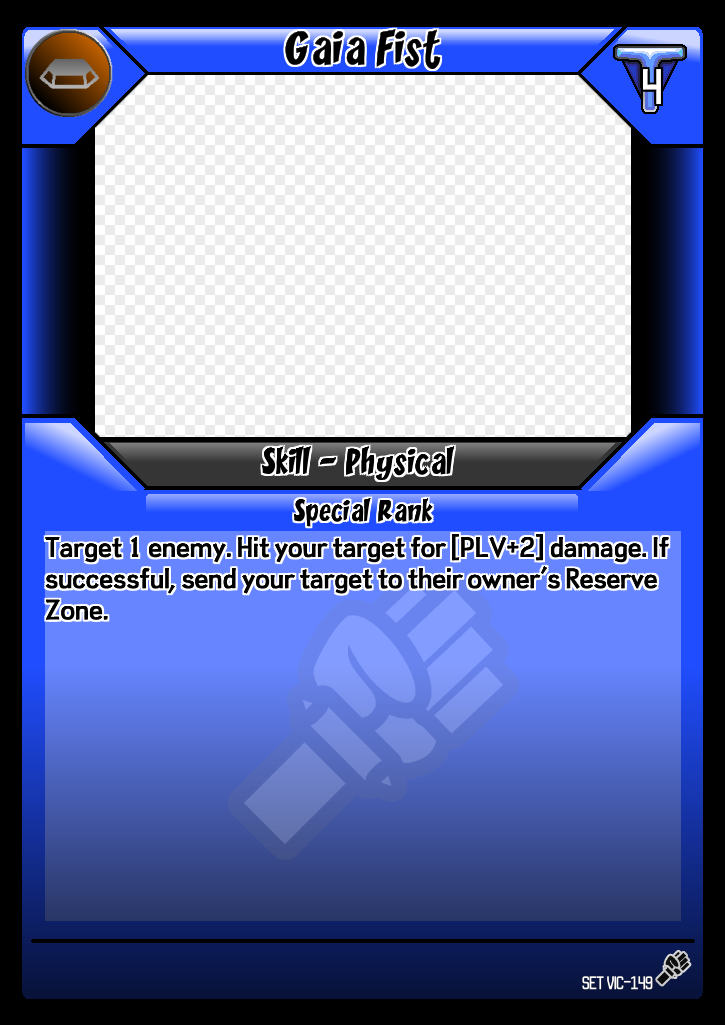 Gaia Fist
4
Skill - Physical
Special Rank
Target 1 enemy. Hit your target for [PLV+2] damage. If
successful, send your target to their owner's Reserve
Zone.
SET VIC-149